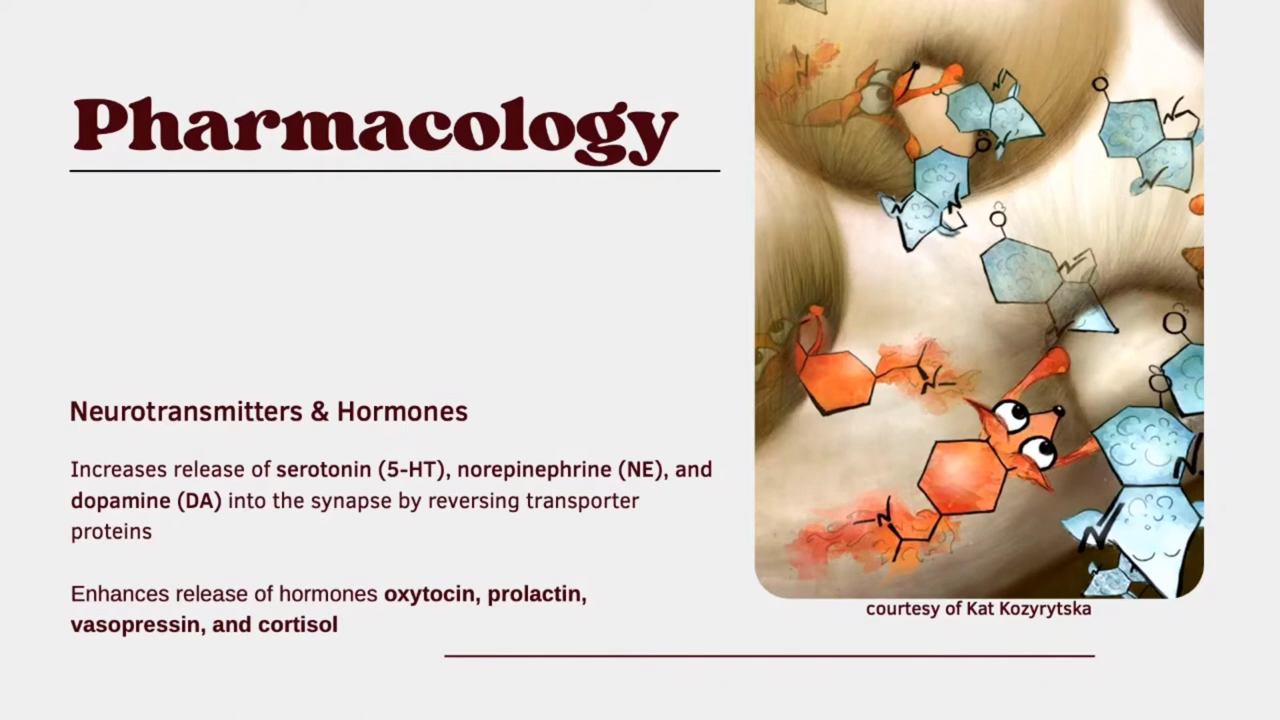 Pharmacology
Neurotransmitters & Hormones
Increases release of serotonin (5-HT), norepinephrine (NE), and
dopamine (DA) into the synapse by reversing transporter
proteins
Enhances release of hormones oxytocin, prolactin,
vasopressin, and cortisol
courtesy of Kat Kozyrytska